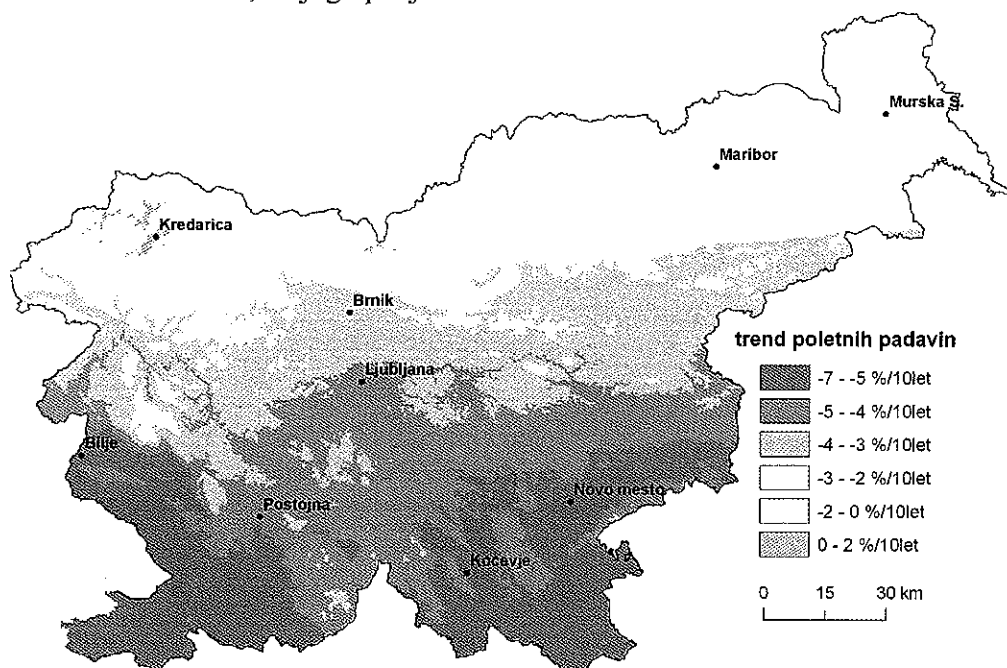 Murska S.
Maribor
Kredarica
Brnik
Ljubljana
Bilje
Postojna
Novo mesto
Kočevje
trend poletnih padavin
-7 - -5 %/10let
-5 - -4 %/10let
-4 - -3 %/10let
-3 - -2 %/10let
-2 - 0 %/10let
0 - 2 %/10let
0 15 30 km